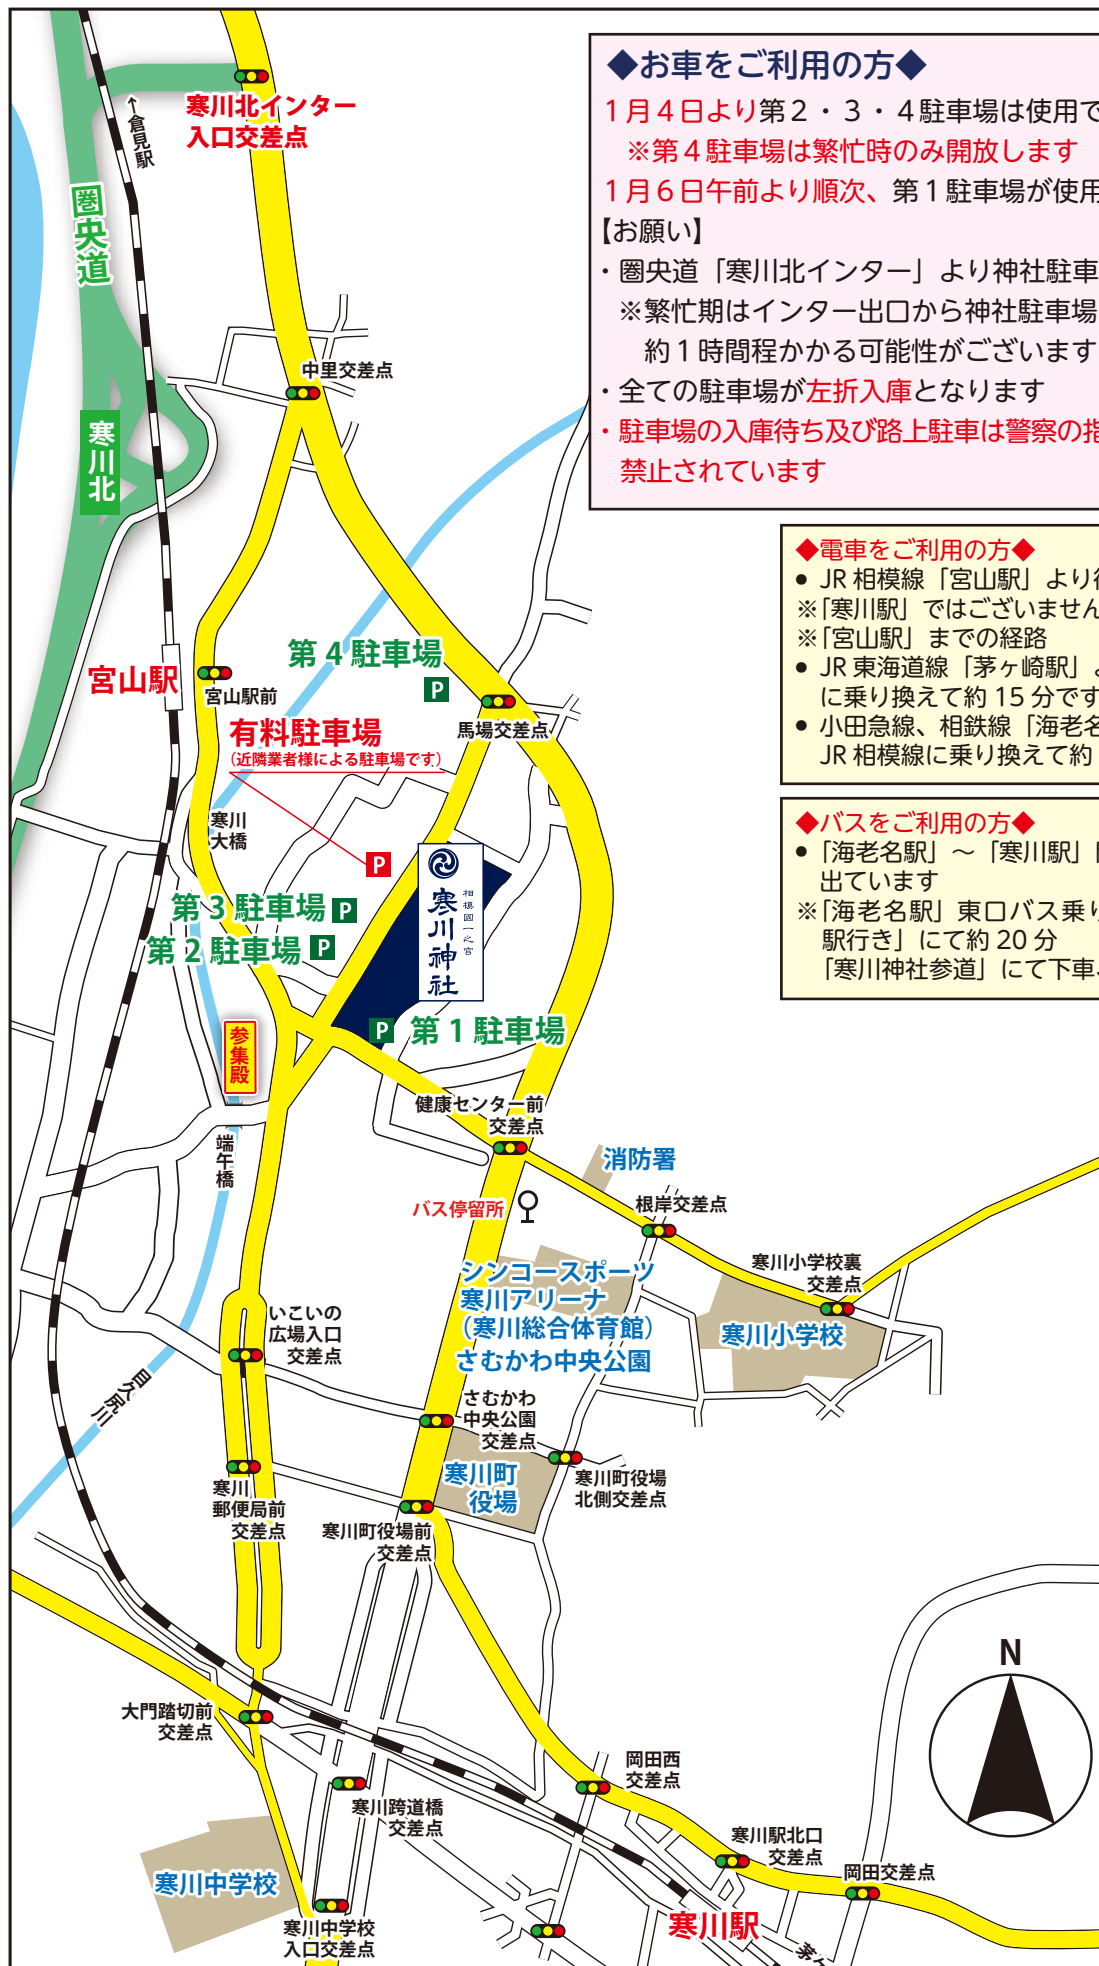 ◆お車をご利用の方◆
1月4日より第2・3・4駐車場は使用で
※第4駐車場は繁忙時のみ開放します
1月6日午前より順次、第1駐車場が使用
【お願い】
・圏央道「寒川北インター」より神社駐車
※繁忙期はインター出口から神社駐車場
約1時間程かかる可能性がございます
・全ての駐車場が左折入庫となります
・駐車場の入庫待ち及び路上駐車は警察の指
禁止されています
◆電車をご利用の方◆
● JR相模線「宮山駅」より
※「寒川駅」ではございません
※「宮山駅」までの経路
● JR東海道線「茅ヶ崎駅」
に乗り換えて約15分です
● 小田急線、相鉄線「海老名
JR相模線に乗り換えて約
◆バスをご利用の方◆
● 「海老名駅」～「寒川駅」
出ています
※「海老名駅」東口バス乗り
駅行き」にて約20分
「寒川神社参道」にて下車
寒川北インター
入口交差点
←倉見駅
圏央道
寒川北
中里交差点
宮山駅
宮山駅前
第4駐車場
P
馬場交差点
有料駐車場
(近隣業者様による駐車場です)
寒川
大橋
P
相模國一之宮
寒川神社
第3駐車場 P
第2駐車場 P
P 第1駐車場
参集殿
端午橋
健康センター前
交差点
消防署
バス停留所
根岸交差点
寒川小学校裏
交差点
シンコースポーツ
寒川アリーナ
(寒川総合体育館)
さむかわ中央公園
寒川小学校
いこいの
広場入口
交差点
目久尻川
さむかわ
中央公園
交差点
寒川町
役場
寒川町役場
北側交差点
寒川
郵便局前
交差点
寒川町役場前
交差点
N
大門踏切前
交差点
岡田西
交差点
寒川跨道橋
交差点
寒川駅北口
交差点
岡田交差点
寒川中学校
寒川中学校
入口交差点
寒川駅
茅